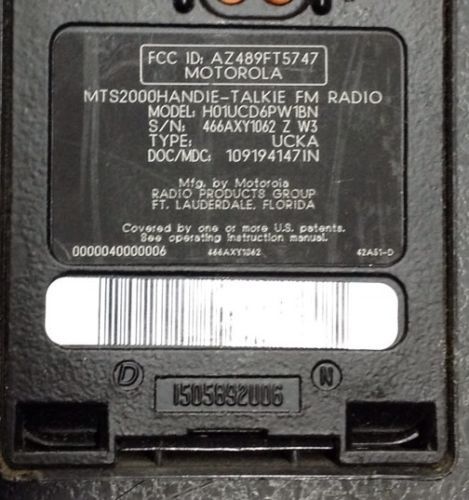 FCC ID: AZ489FT5747
MOTOROLA
MTS2000HANDIE-TALKIE FM RADIO
MODEL: H01UCD6PW1BN
S/N: 466AXY1062 Z W3
TYPE: UCKA
DOC/MDC: 109194147IN
Mfg. by Motorola
RADIO PRODUCTS GROUP
FT. LAUDERDALE, FLORIDA
Covered by one or more U.S. patents.
See operating instruction manual.
0000040000006 466AXY1062 42A51-D
D N
1505892U06